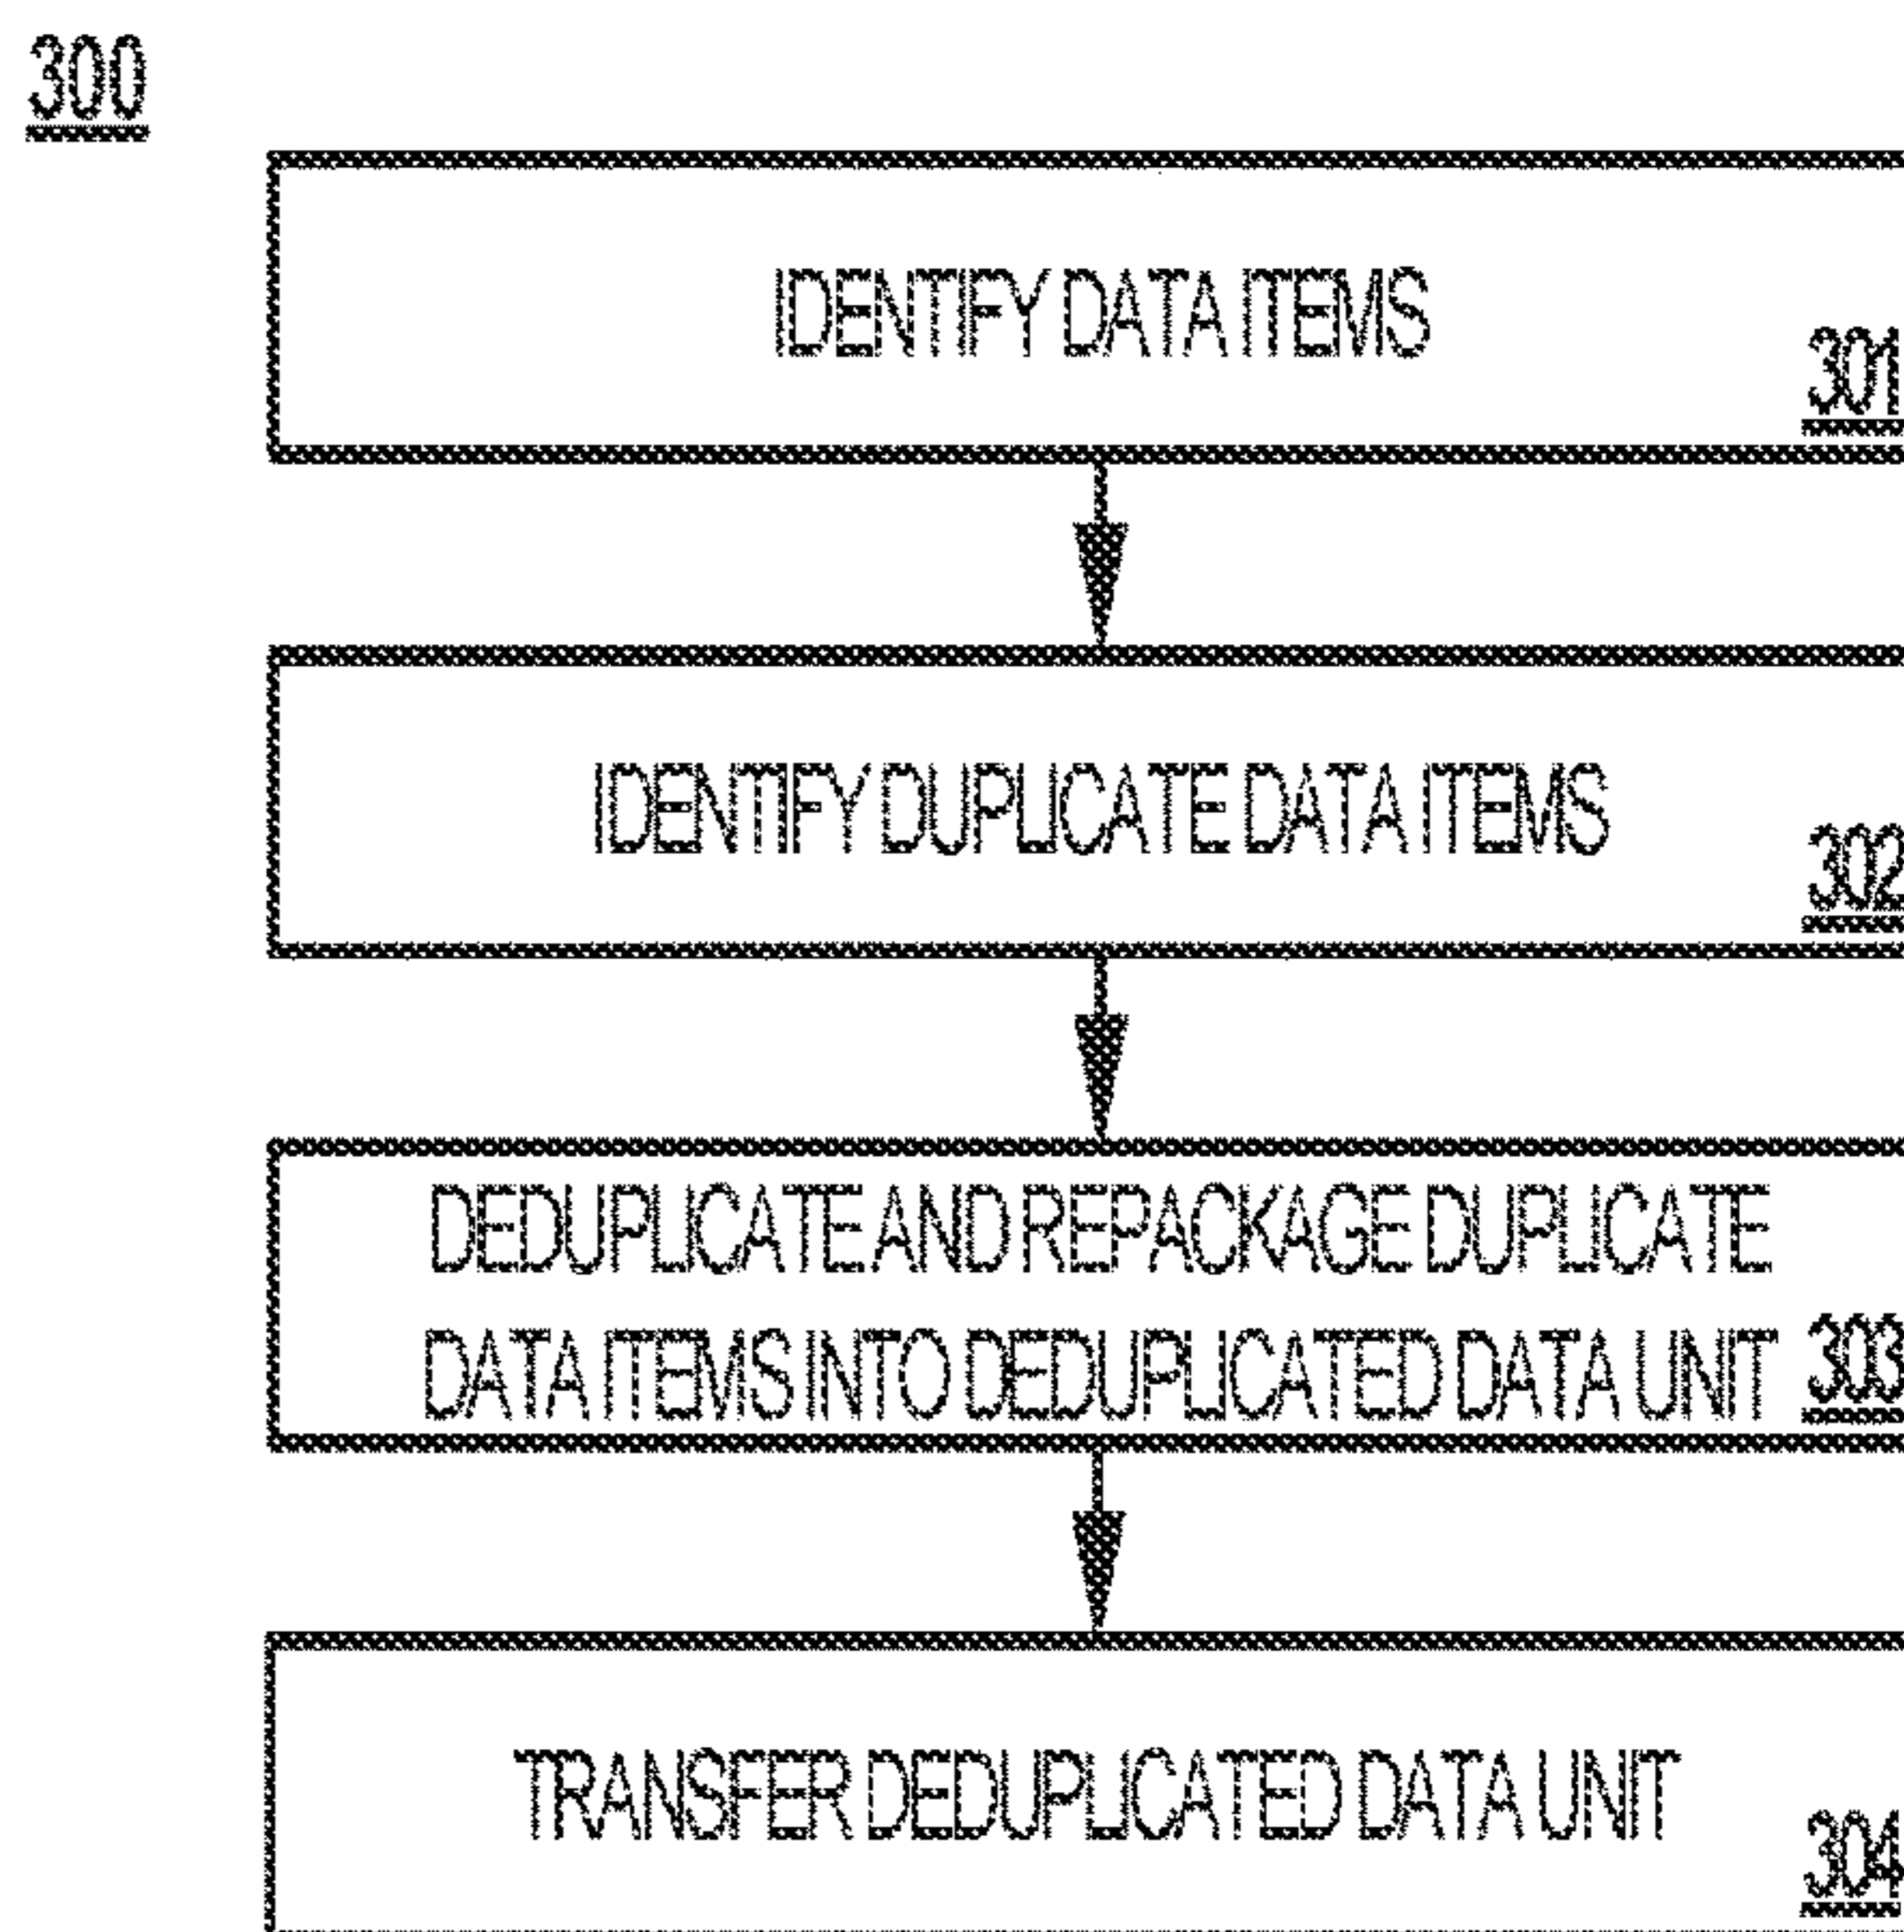 300
IDENTIFY DATA ITEMS
301
IDENTIFY DUPLICATE DATA ITEMS
302
DEDUPLICATE AND REPACKAGE DUPLICATE
DATA ITEMS INTO DEDUPLICATED DATA UNIT
303
TRANSFER DEDUPLICATED DATA UNIT
304